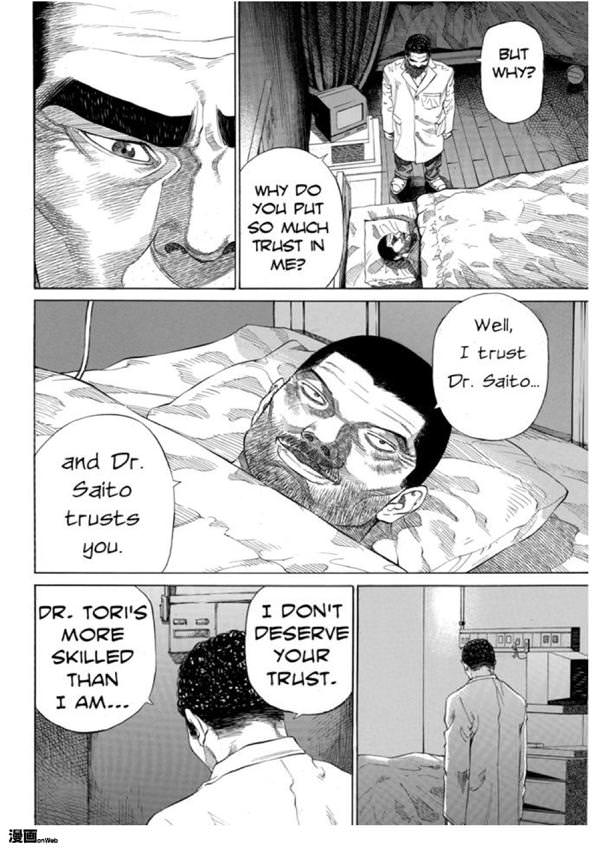 BUT
WHY?
WHY DO
YOU PUT
SO MUCH
TRUST IN
ME?
Well,
I trust
Dr. Saito...
and Dr.
Saito
trusts
you.
I DON'T
DESERVE
YOUR
TRUST.
DR. TORI'S
MORE
SKILLED
THAN
I AM...
漫画onWeb